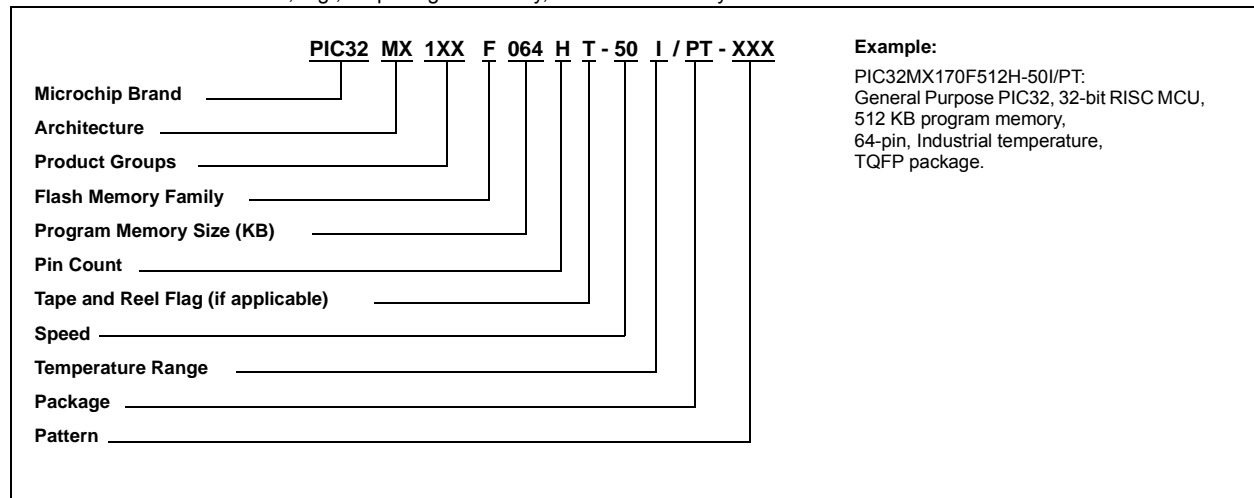 PIC32 MX 1XX F 064 H T - 50 I / PT - XXX
Microchip Brand
Architecture
Product Groups
Flash Memory Family
Program Memory Size (KB)
Pin Count
Tape and Reel Flag (if applicable)
Speed
Temperature Range
Package
Pattern
Example:
PIC32MX170F512H-50I/PT:
General Purpose PIC32, 32-bit RISC MCU,
512 KB program memory,
64-pin, Industrial temperature,
TQFP package.